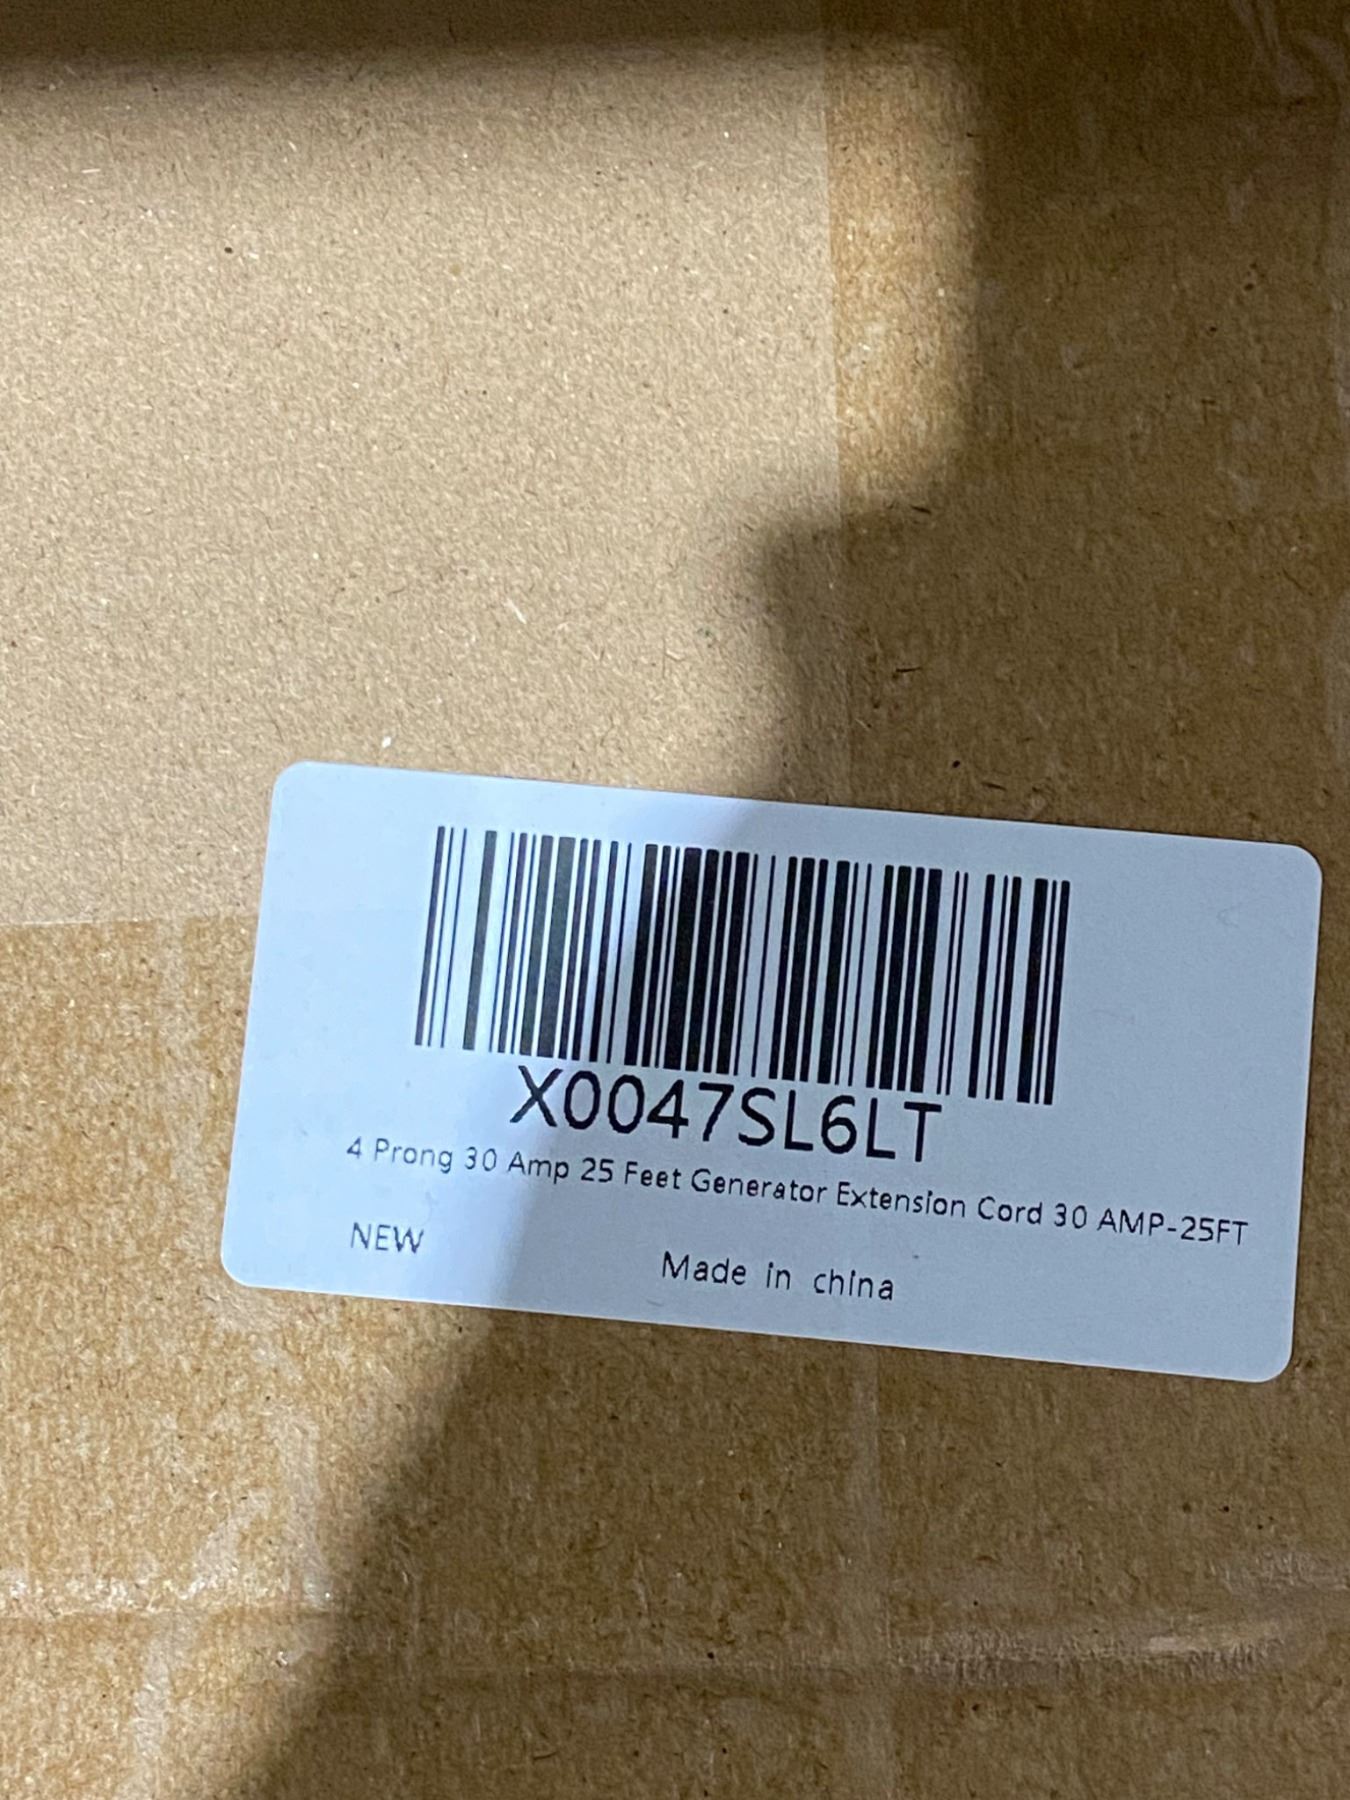 X0047SL6LT
4 Prong 30 Amp 25 Feet Generator Extension Cord 30 AMP-25FT
NEW
Made in china